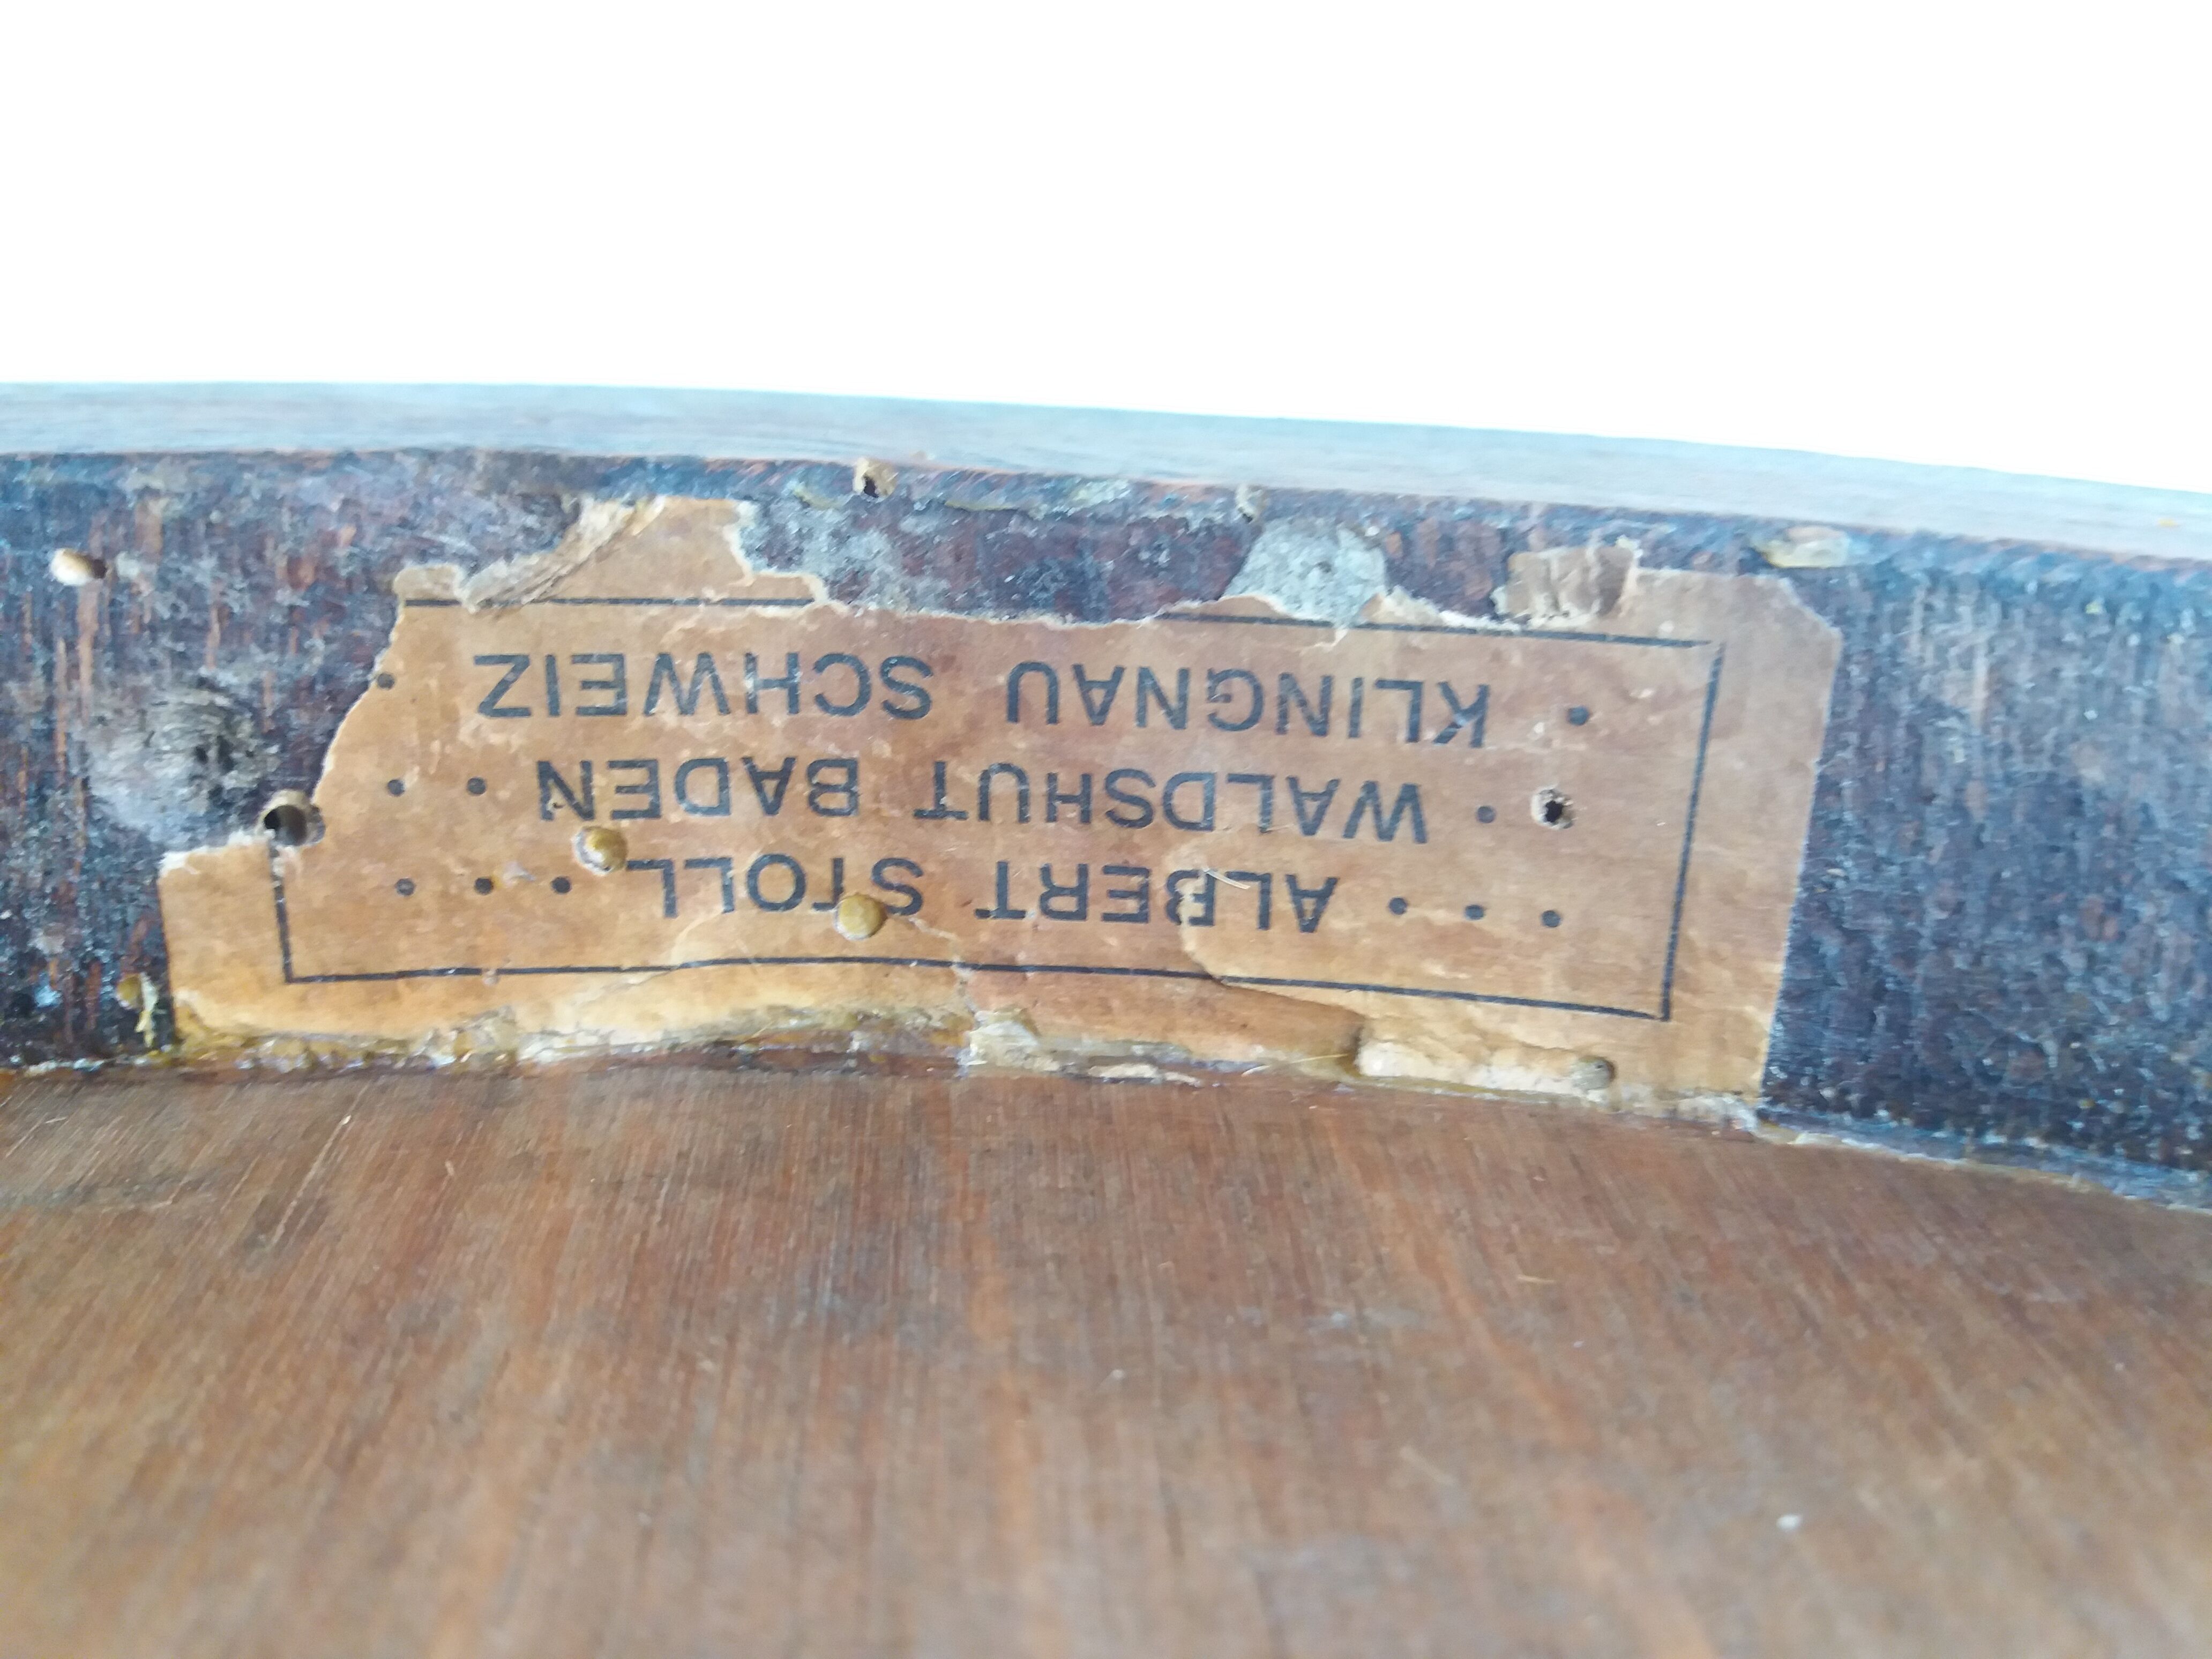 • • • ALBERT STOLL • • •
• WALDSHUT BADEN • •
• KLINGNAU SCHWEIZ •